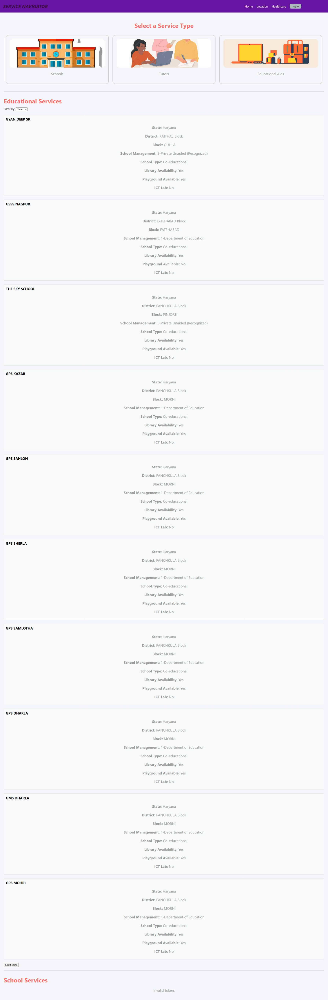 SERVICE NAVIGATOR
Home Location Healthcare Logout
Select a Service Type
Schools
Tutors
Educational Aids
Educational Services
Filter by: State
GYAN DEEP SR
State: Haryana
District: KAITHAL Block
Block: GUHLA
School Management: 5-Private Unaided (Recognized)
School Type: Co-educational
Library Availability: Yes
Playground Available: Yes
ICT Lab: No
GSSS NAGPUR
State: Haryana
District: FATEHABAD Block
Block: FATEHABAD
School Management: 1-Department of Education
School Type: Co-educational
Library Availability: Yes
Playground Available: No
ICT Lab: No
THE SKY SCHOOL
State: Haryana
District: PANCHKULA Block
Block: PINJORE
School Management: 5-Private Unaided (Recognized)
School Type: Co-educational
Library Availability: Yes
Playground Available: Yes
ICT Lab: No
GPS KAZAR
State: Haryana
District: PANCHKULA Block
Block: MORNI
School Management: 1-Department of Education
School Type: Co-educational
Library Availability: Yes
Playground Available: Yes
ICT Lab: No
GPS SAHLON
State: Haryana
District: PANCHKULA Block
Block: MORNI
School Management: 1-Department of Education
School Type: Co-educational
Library Availability: Yes
Playground Available: Yes
ICT Lab: No
GPS SHERLA
State: Haryana
District: PANCHKULA Block
Block: MORNI
School Management: 1-Department of Education
School Type: Co-educational
Library Availability: Yes
Playground Available: Yes
ICT Lab: No
GPS SAMLOTHA
State: Haryana
District: PANCHKULA Block
Block: MORNI
School Management: 1-Department of Education
School Type: Co-educational
Library Availability: Yes
Playground Available: Yes
ICT Lab: No
GPS DHARLA
State: Haryana
District: PANCHKULA Block
Block: MORNI
School Management: 1-Department of Education
School Type: Co-educational
Library Availability: Yes
Playground Available: Yes
ICT Lab: No
GMS DHARLA
State: Haryana
District: PANCHKULA Block
Block: MORNI
School Management: 1-Department of Education
School Type: Co-educational
Library Availability: Yes
Playground Available: Yes
ICT Lab: No
GPS MOHRI
State: Haryana
District: PANCHKULA Block
Block: MORNI
School Management: 1-Department of Education
School Type: Co-educational
Library Availability: Yes
Playground Available: Yes
ICT Lab: No
Load More
School Services
Invalid token.